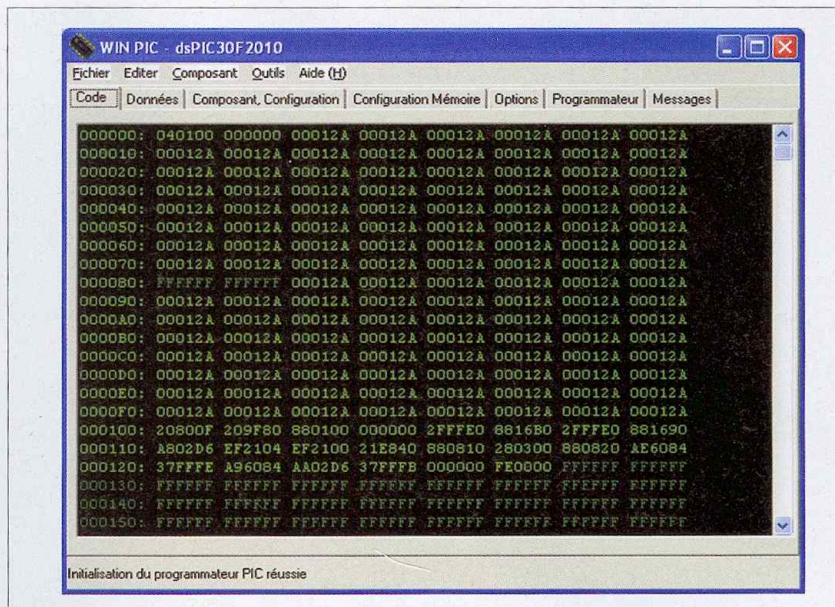 WIN PIC - dsPIC30F2010
Fichier Editer Composant Outils Aide (H)
Code Données Composant, Configuration Configuration Mémoire Options Programmateur Messages
000000: 040100 000000 00012A 00012A 00012A 00012A 00012A 00012A
000010: 00012A 00012A 00012A 00012A 00012A 00012A 00012A 00012A
000020: 00012A 00012A 00012A 00012A 00012A 00012A 00012A 00012A
000030: 00012A 00012A 00012A 00012A 00012A 00012A 00012A 00012A
000040: 00012A 00012A 00012A 00012A 00012A 00012A 00012A 00012A
000050: 00012A 00012A 00012A 00012A 00012A 00012A 00012A 00012A
000060: 00012A 00012A 00012A 00012A 00012A 00012A 00012A 00012A
000070: 00012A 00012A 00012A 00012A 00012A 00012A 00012A 00012A
000080: FFFFFF FFFFFF 00012A 00012A 00012A 00012A 00012A 00012A
000090: 00012A 00012A 00012A 00012A 00012A 00012A 00012A 00012A
0000A0: 00012A 00012A 00012A 00012A 00012A 00012A 00012A 00012A
0000B0: 00012A 00012A 00012A 00012A 00012A 00012A 00012A 00012A
0000C0: 00012A 00012A 00012A 00012A 00012A 00012A 00012A 00012A
0000D0: 00012A 00012A 00012A 00012A 00012A 00012A 00012A 00012A
0000E0: 00012A 00012A 00012A 00012A 00012A 00012A 00012A 00012A
0000F0: 00012A 00012A 00012A 00012A 00012A 00012A 00012A 00012A
000100: 20800F 209F80 880100 000000 2FFFE0 8816B0 2FFFE0 881690
000110: A802D6 EF2104 EF2100 21E840 880810 280300 880820 AE6084
000120: 37FFFE A96084 AA02D6 37FFFB 000000 FE0000 FFFFFF FFFFFF
000130: FFFFFF FFFFFF FFFFFF FFFFFF FFFFFF FFFFFF FFFFFF FFFFFF
000140: FFFFFF FFFFFF FFFFFF FFFFFF FFFFFF FFFFFF FFFFFF FFFFFF
000150: FFFFFF FFFFFF FFFFFF FFFFFF FFFFFF FFFFFF FFFFFF FFFFFF
Initialisation du programmateur PIC réussie